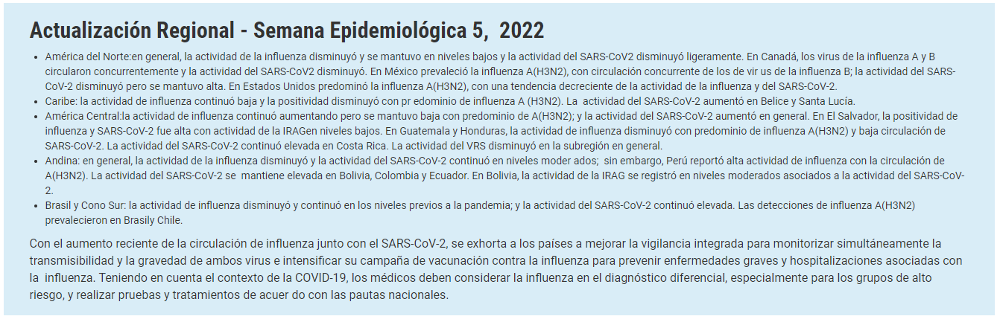 Actualización Regional - Semana Epidemiológica 5,  2022
• América del Norte:en general, la actividad de la influenza disminuyó y se mantuvo en niveles bajos y la actividad del SARS-CoV2 disminuyó ligeramente. En Canadá, los virus de la influenza A y B
circularon concurrentemente y la actividad del SARS-CoV2 disminuyó. En México prevaleció la influenza A(H3N2), con circulación concurrente de los de vir us de la influenza B; la actividad del SARS-
CoV-2 disminuyó pero se mantuvo alta. En Estados Unidos predominó la influenza A(H3N2), con una tendencia decreciente de la actividad de la influenza y del SARS-CoV-2.
• Caribe: la actividad de influenza continuó baja y la positividad disminuyó con pr edominio de influenza A (H3N2). La  actividad del SARS-CoV-2 aumentó en Belice y Santa Lucía.
• América Central:la actividad de influenza continuó aumentando pero se mantuvo baja con predominio de A(H3N2); y la actividad del SARS-CoV-2 aumentó en general. En El Salvador, la positividad de
influenza y SARS-CoV-2 fue alta con actividad de la IRAGen niveles bajos. En Guatemala y Honduras, la actividad de influenza disminuyó con predominio de influenza A(H3N2) y baja circulación de
SARS-CoV-2. La actividad del SARS-CoV-2 continuó elevada en Costa Rica. La actividad del VRS disminuyó en la subregión en general.
• Andina: en general, la actividad de la influenza disminuyó y la actividad del SARS-CoV-2 continuó en niveles moder ados;  sin embargo, Perú reportó alta actividad de influenza con la circulación de
A(H3N2). La actividad del SARS-CoV-2 se  mantiene elevada en Bolivia, Colombia y Ecuador. En Bolivia, la actividad de la IRAG se registró en niveles moderados asociados a la actividad del SARS-CoV-
2.
• Brasil y Cono Sur: la actividad de influenza disminuyó y continuó en los niveles previos a la pandemia; y la actividad del SARS-CoV-2 continuó elevada. Las detecciones de influenza A(H3N2)
prevalecieron en Brasily Chile.
Con el aumento reciente de la circulación de influenza junto con el SARS-CoV-2, se exhorta a los países a mejorar la vigilancia integrada para monitorizar simultáneamente la
transmisibilidad y la gravedad de ambos virus e intensificar su campaña de vacunación contra la influenza para prevenir enfermedades graves y hospitalizaciones asociadas con
la  influenza. Teniendo en cuenta el contexto de la COVID-19, los médicos deben considerar la influenza en el diagnóstico diferencial, especialmente para los grupos de alto
riesgo, y realizar pruebas y tratamientos de acuer do con las pautas nacionales.